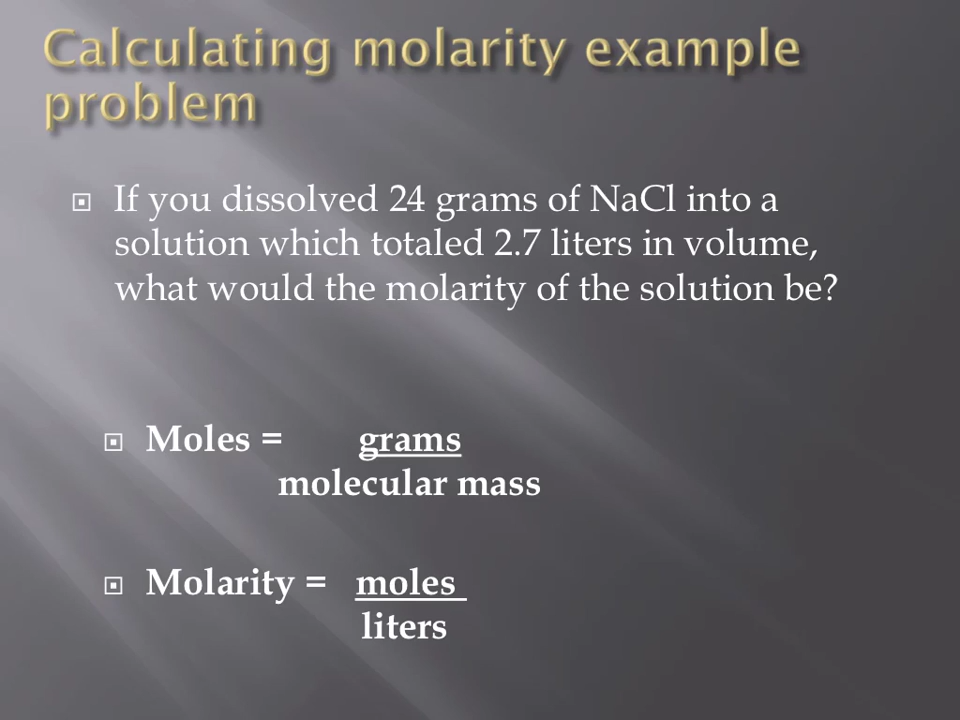 Calculating molarity example
problem
If you dissolved 24 grams of NaCl into a
solution which totaled 2.7 liters in volume,
what would the molarity of the solution be?
Moles = grams
molecular mass
Molarity = moles
liters